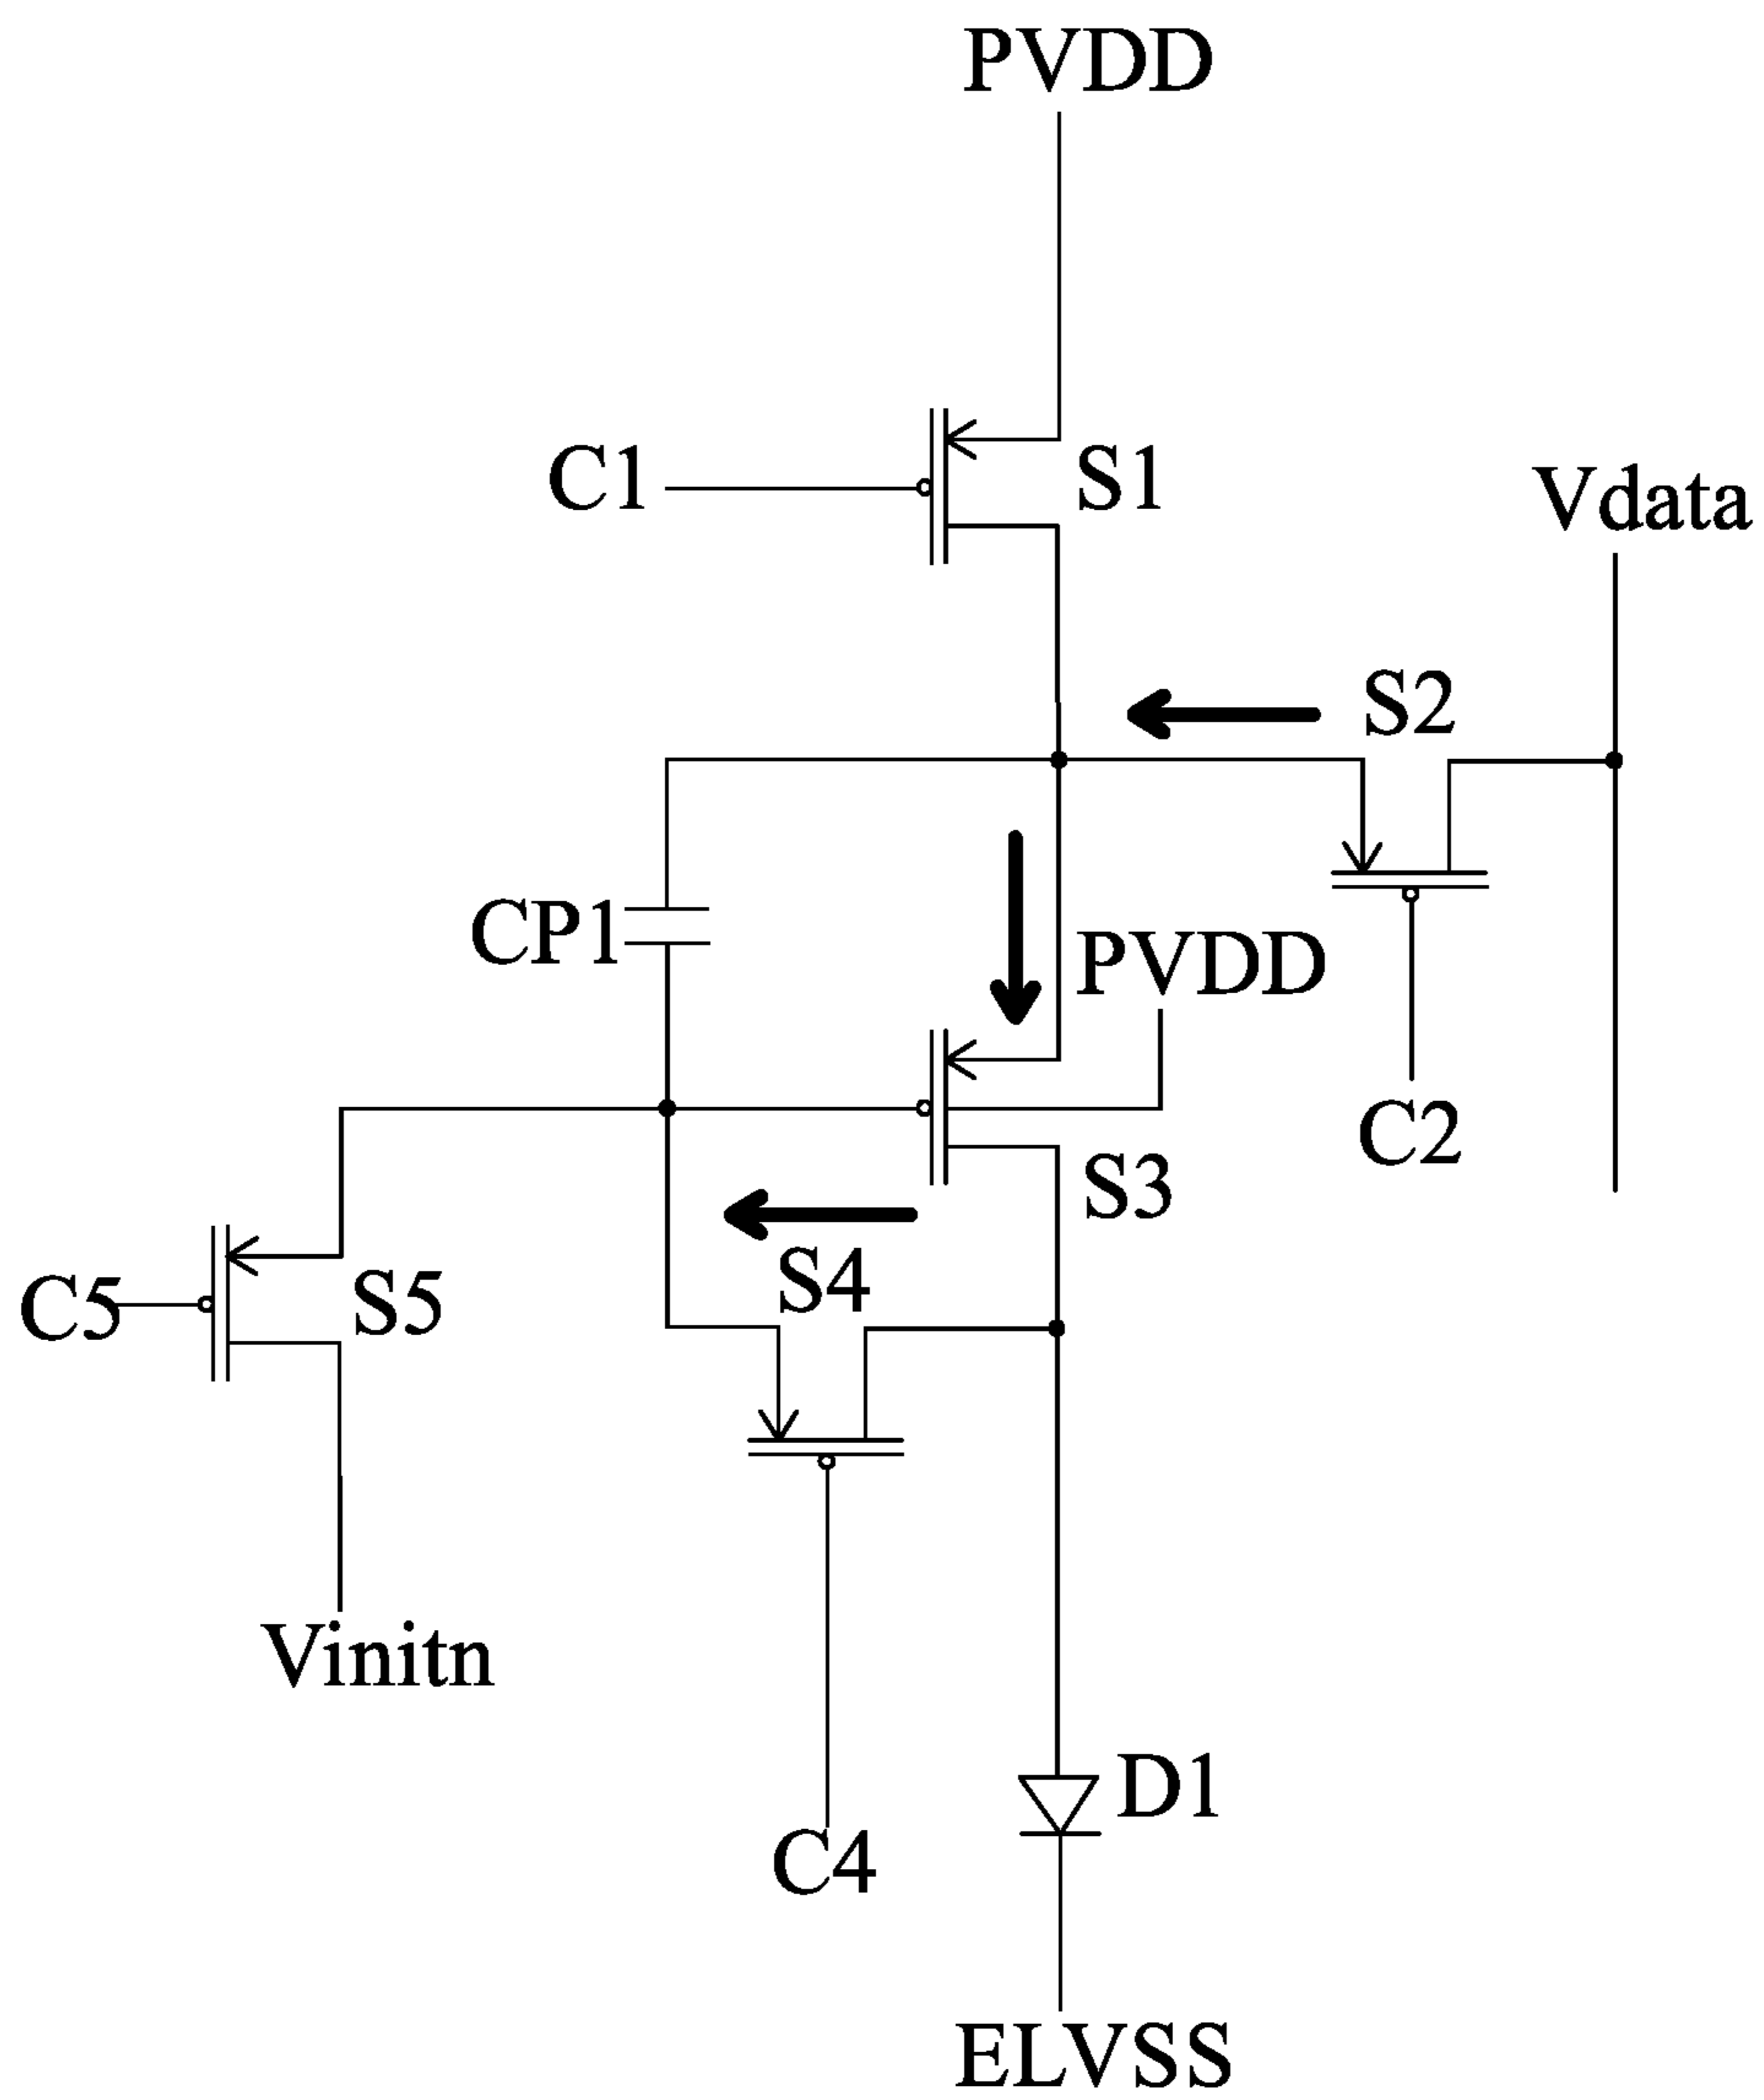 PVDD
C1
S1
Vdata
S2
CP1
PVDD
C2
S3
S4
C5
S5
Vinitn
D1
C4
ELVSS